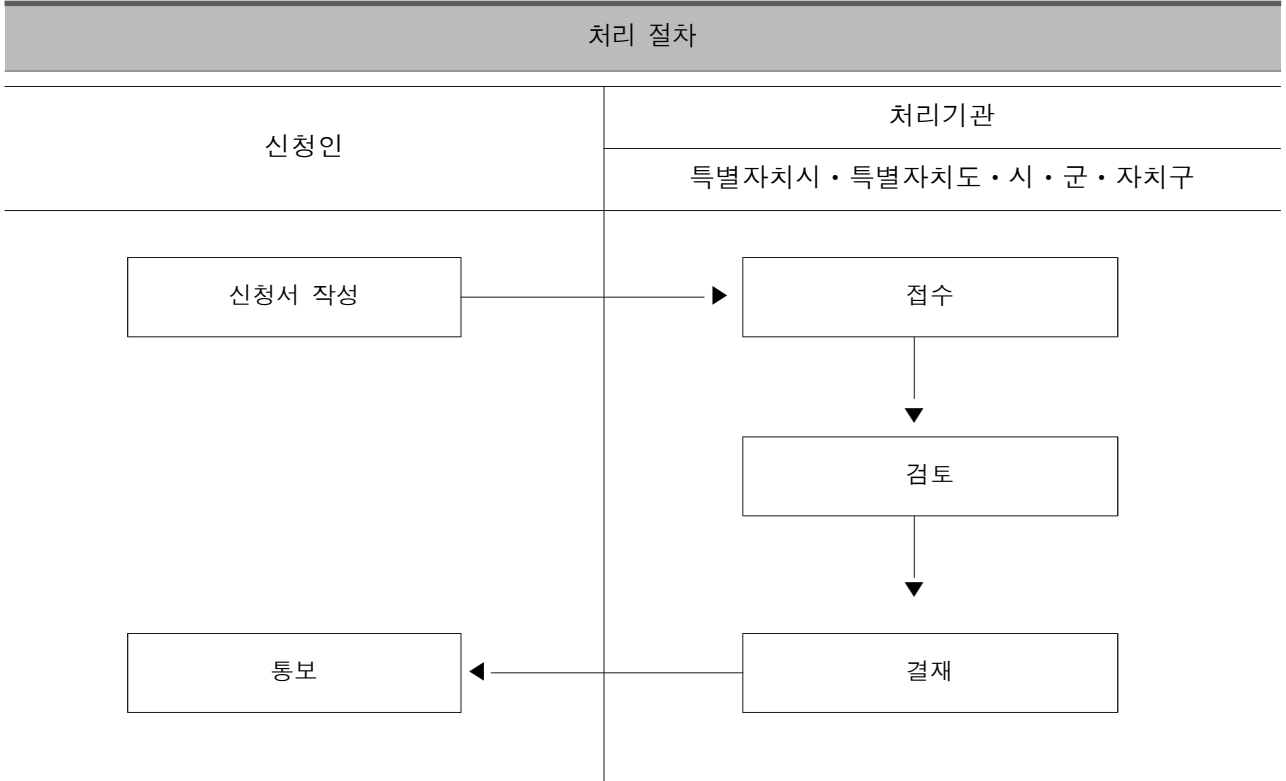 처리 절차
신청인
처리기관
특별자치시・특별자치도・시・군・자치구
신청서 작성
접수
검토
통보
결재